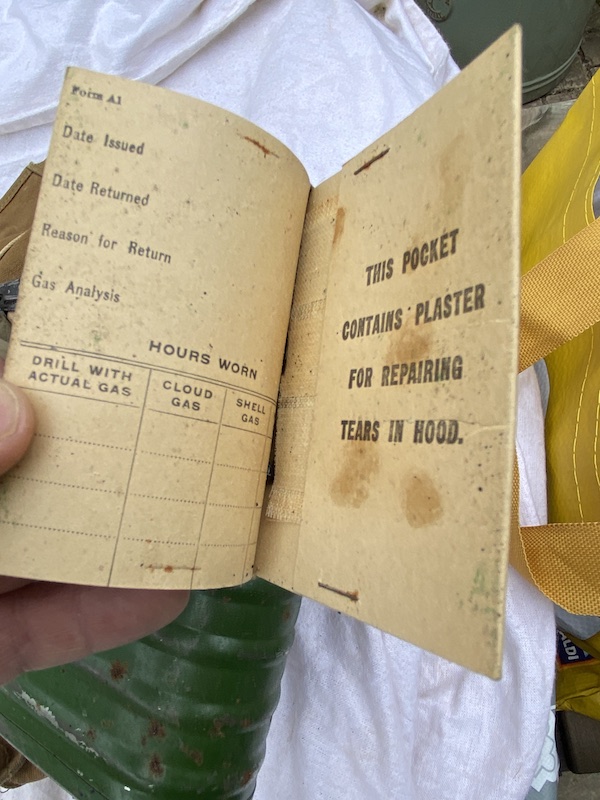 Form A1
Date Issued
Date Returned
Reason for Return
Gas Analysis
HOURS WORN
DRILL WITH ACTUAL GAS
CLOUD GAS
SHELL GAS
THIS POCKET
CONTAINS PLASTER
FOR REPAIRING
TEARS IN HOOD.
ALDI